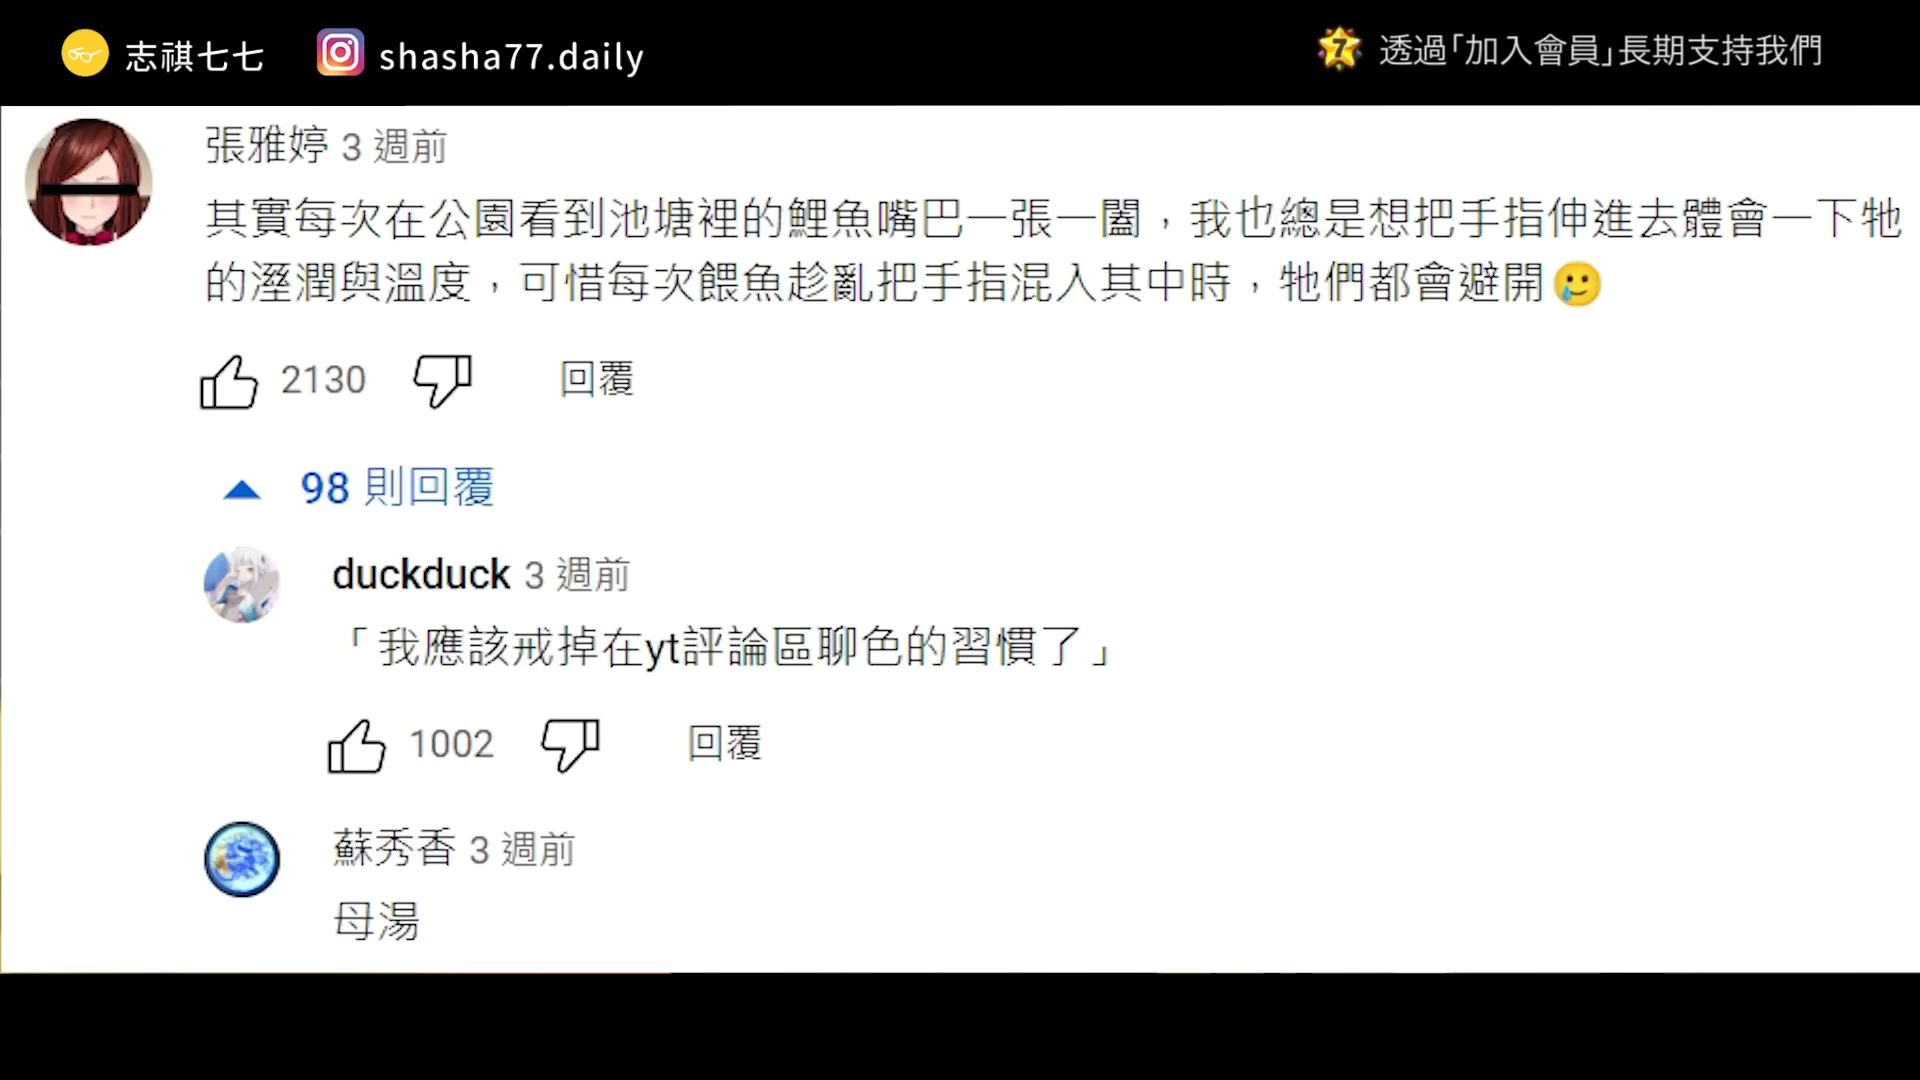 志祺七七
shasha77.daily
透過「加入會員」長期支持我們
張雅婷 3 週前
其實每次在公園看到池塘裡的鯉魚嘴巴一張一闔，我也總是想把手指伸進去體會一下牠
的溼潤與溫度，可惜每次餵魚趁亂把手指混入其中時，牠們都會避開🥲
2130 回覆
98 則回覆
duckduck 3 週前
「我應該戒掉在yt評論區聊色的習慣了」
1002 回覆
蘇秀香 3 週前
母湯